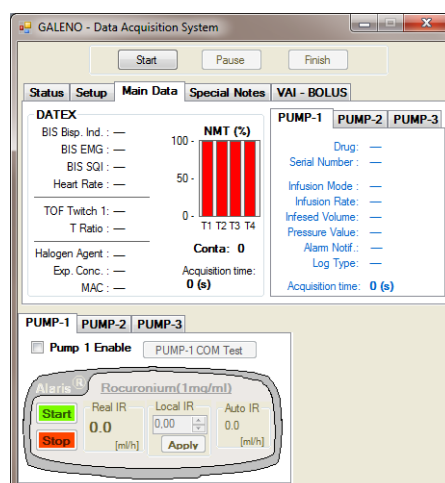 GALENO - Data Acquisition System
Start Pause Finish
Status Setup Main Data Special Notes VAI - BOLUS
DATEX
BIS Bisp. Ind. : —
BIS EMG : —
BIS SQI : —
Heart Rate : —
TOF Twitch 1: —
T Ratio : —
Halogen Agent : —
Exp. Conc. : —
MAC : —
NMT (%)
100 -
50 -
0 -
T1 T2 T3 T4
Conta: 0
Acquisition time:
0 (s)
PUMP-1 PUMP-2 PUMP-3
Drug: —
Serial Number : —
Infusion Mode : —
Infusion Rate: —
Infesed Volume: —
Pressure Value: —
Alarm Notif.: —
Log Type: —
Acquisition time: 0 (s)
PUMP-1 PUMP-2 PUMP-3
Pump 1 Enable PUMP-1 COM Test
Alaris ® Rocuronium(1mg/ml)
Start
Stop
Real IR
0.0
[ml/h]
Local IR
0,00
Apply
Auto IR
0.0
[ml/h]